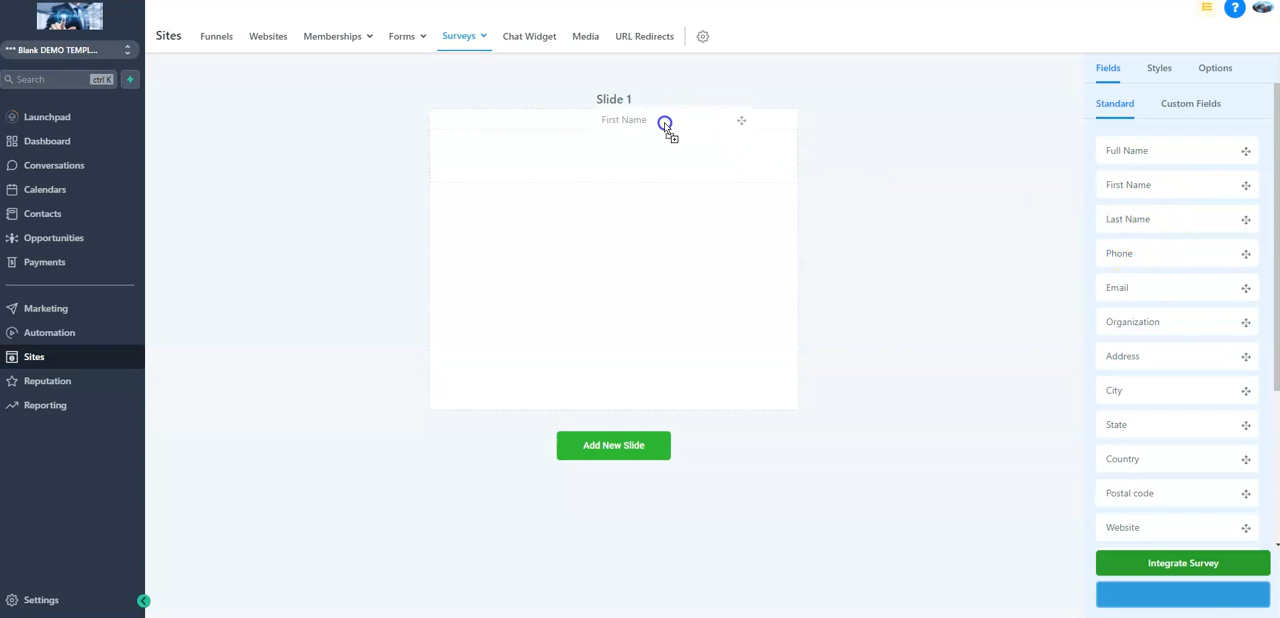 *** Blank DEMO TEMPL...
Search
ctrl K
Launchpad
Dashboard
Conversations
Calendars
Contacts
Opportunities
Payments
Marketing
Automation
Sites
Reputation
Reporting
Settings
Sites
Funnels
Websites
Memberships
Forms
Surveys
Chat Widget
Media
URL Redirects
?
Slide 1
First Name
Add New Slide
Fields
Styles
Options
Standard
Custom Fields
Full Name
First Name
Last Name
Phone
Email
Organization
Address
City
State
Country
Postal code
Website
Integrate Survey